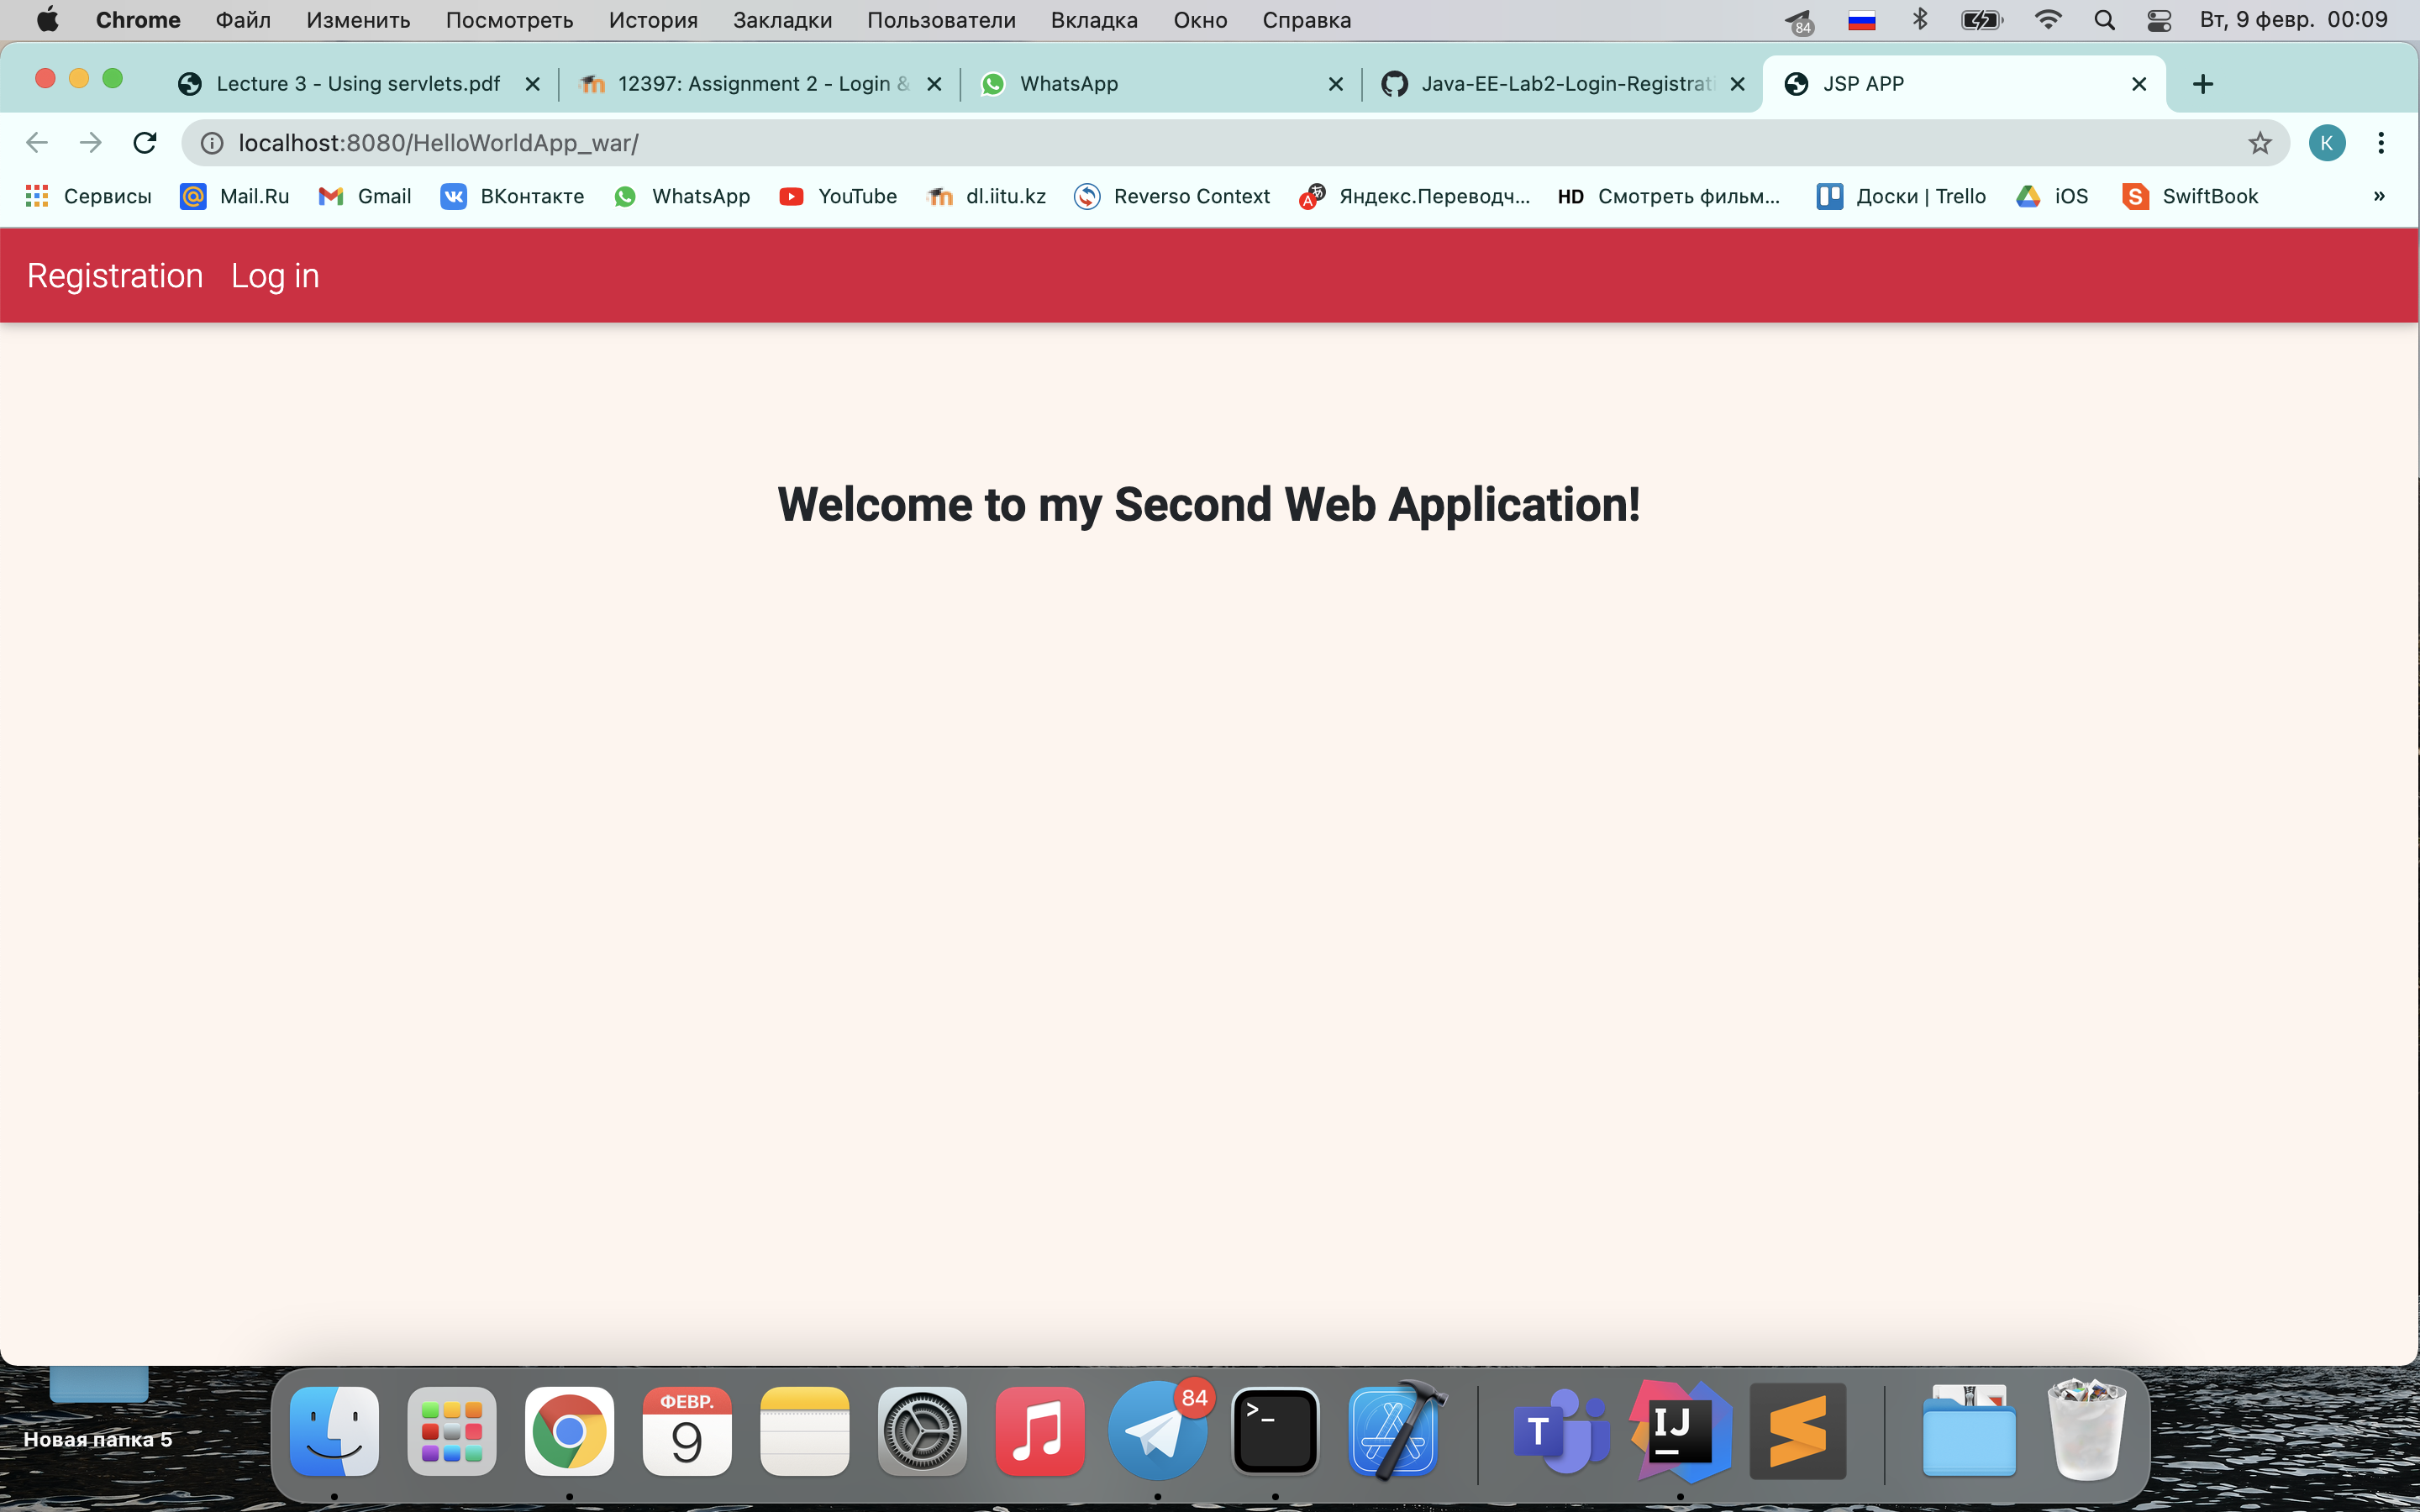 Chrome Файл Изменить Посмотреть История Закладки Пользователи Вкладка Окно Справка 84 Вт, 9 февр. 00:09
Lecture 3 - Using servlets.pdf 12397: Assignment 2 - Login & WhatsApp Java-EE-Lab2-Login-Registrati JSP APP
localhost:8080/HelloWorldApp_war/ K
Сервисы Mail.Ru Gmail ВКонтакте WhatsApp YouTube dl.iitu.kz Reverso Context Яндекс.Переводч... HD Смотреть фильм... Доски | Trello iOS SwiftBook »
Registration Log in
Welcome to my Second Web Application!
ФЕВР. 84
9 >_ T IJ
Новая папка 5